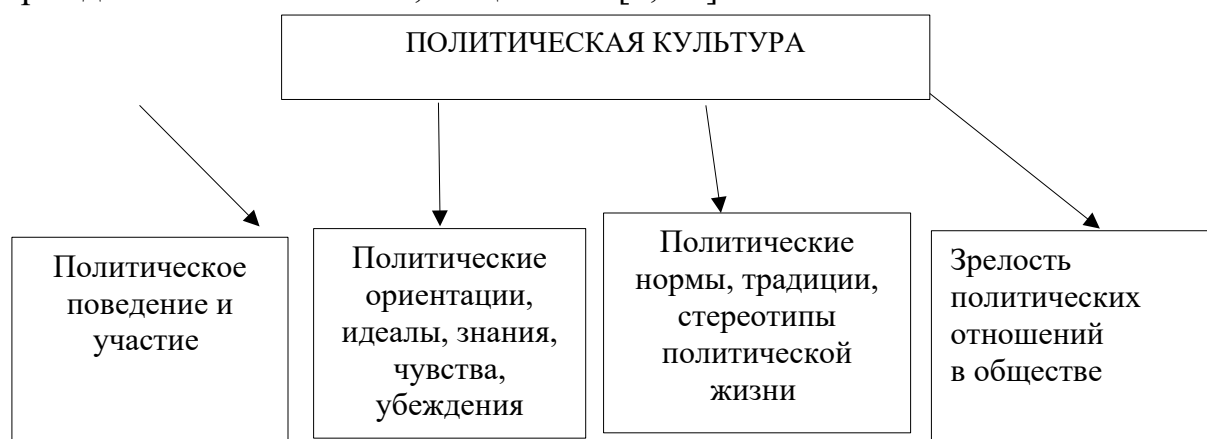 ПОЛИТИЧЕСКАЯ КУЛЬТУРА
Политическое
поведение и
участие
Политические
ориентации,
идеалы, знания,
чувства,
убеждения
Политические
нормы, традиции,
стереотипы
политической
жизни
Зрелость
политических
отношений
в обществе